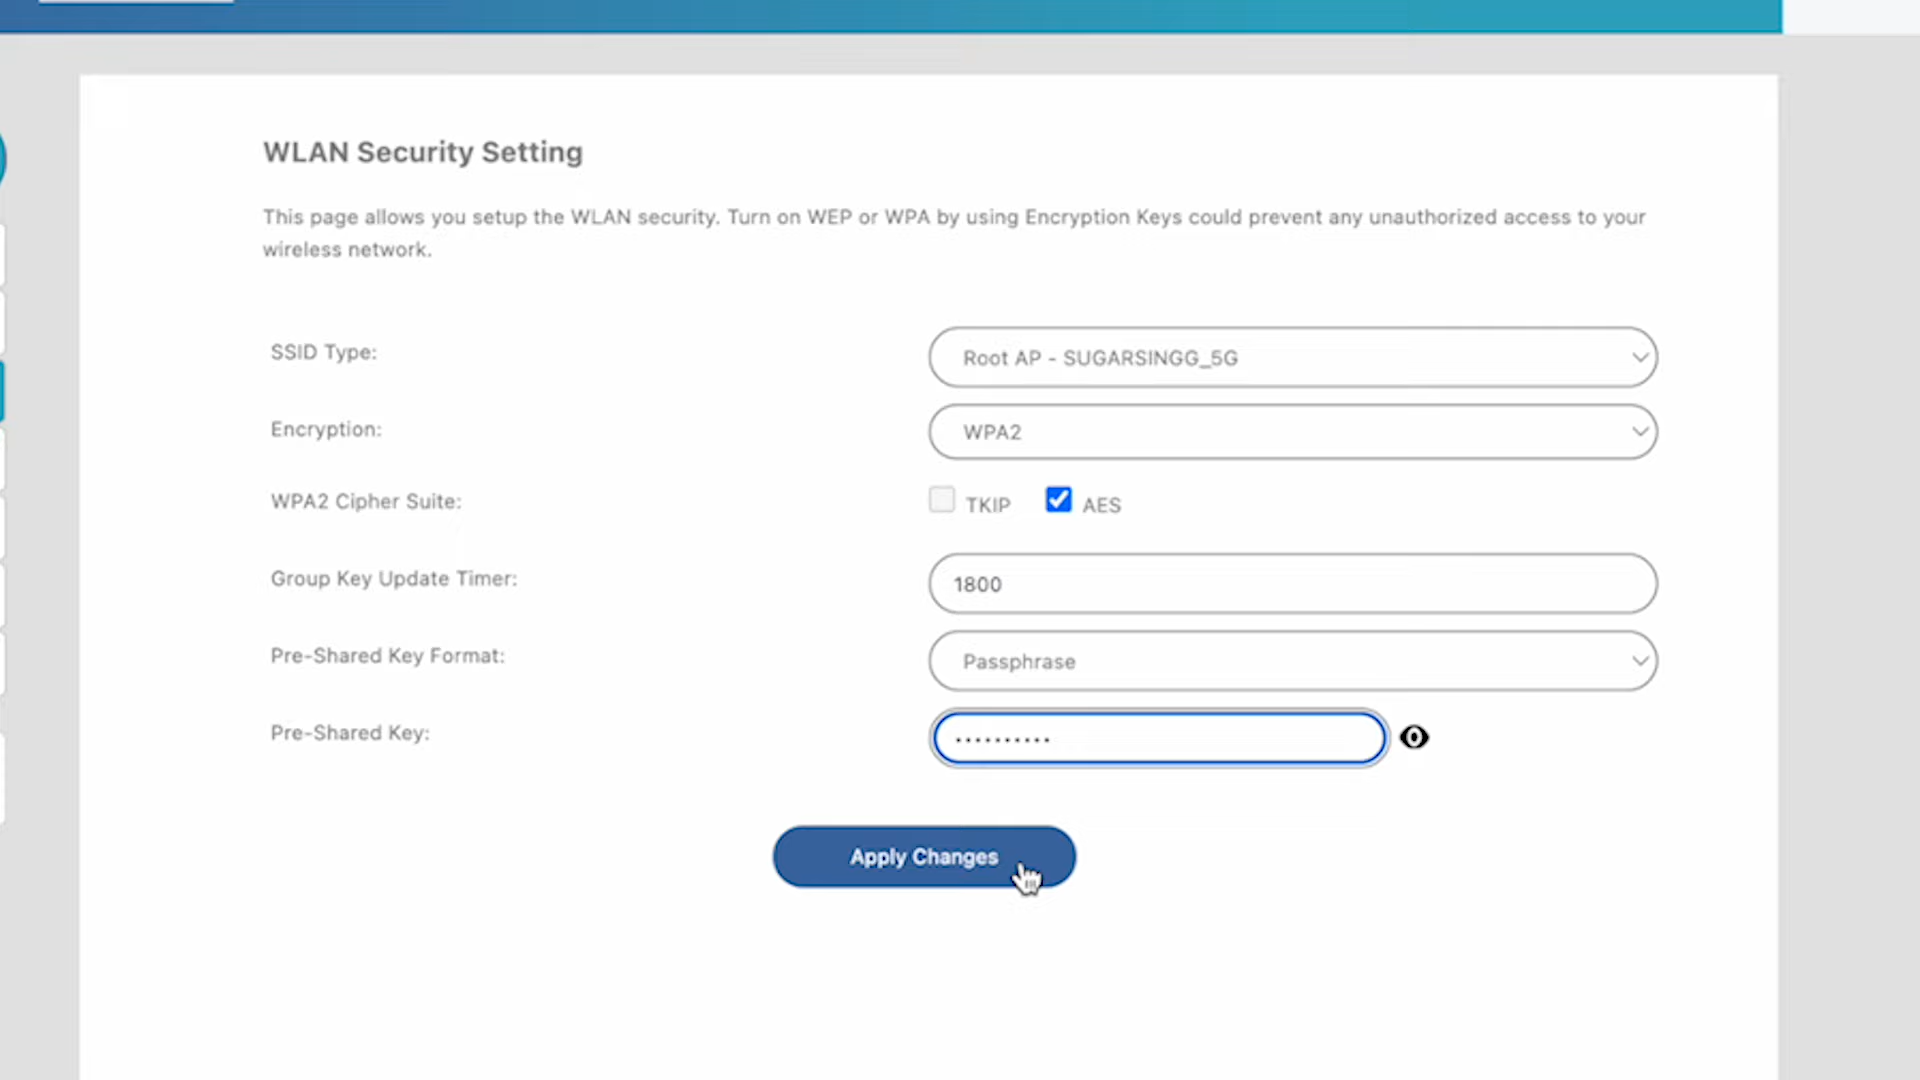 WLAN Security Setting
This page allows you setup the WLAN security. Turn on WEP or WPA by using Encryption Keys could prevent any unauthorized access to your
wireless network.
SSID Type:
Root AP - SUGARSINGG_5G
Encryption:
WPA2
WPA2 Cipher Suite:
TKIP AES
Group Key Update Timer:
1800
Pre-Shared Key Format:
Passphrase
Pre-Shared Key:
••••••••••
Apply Changes